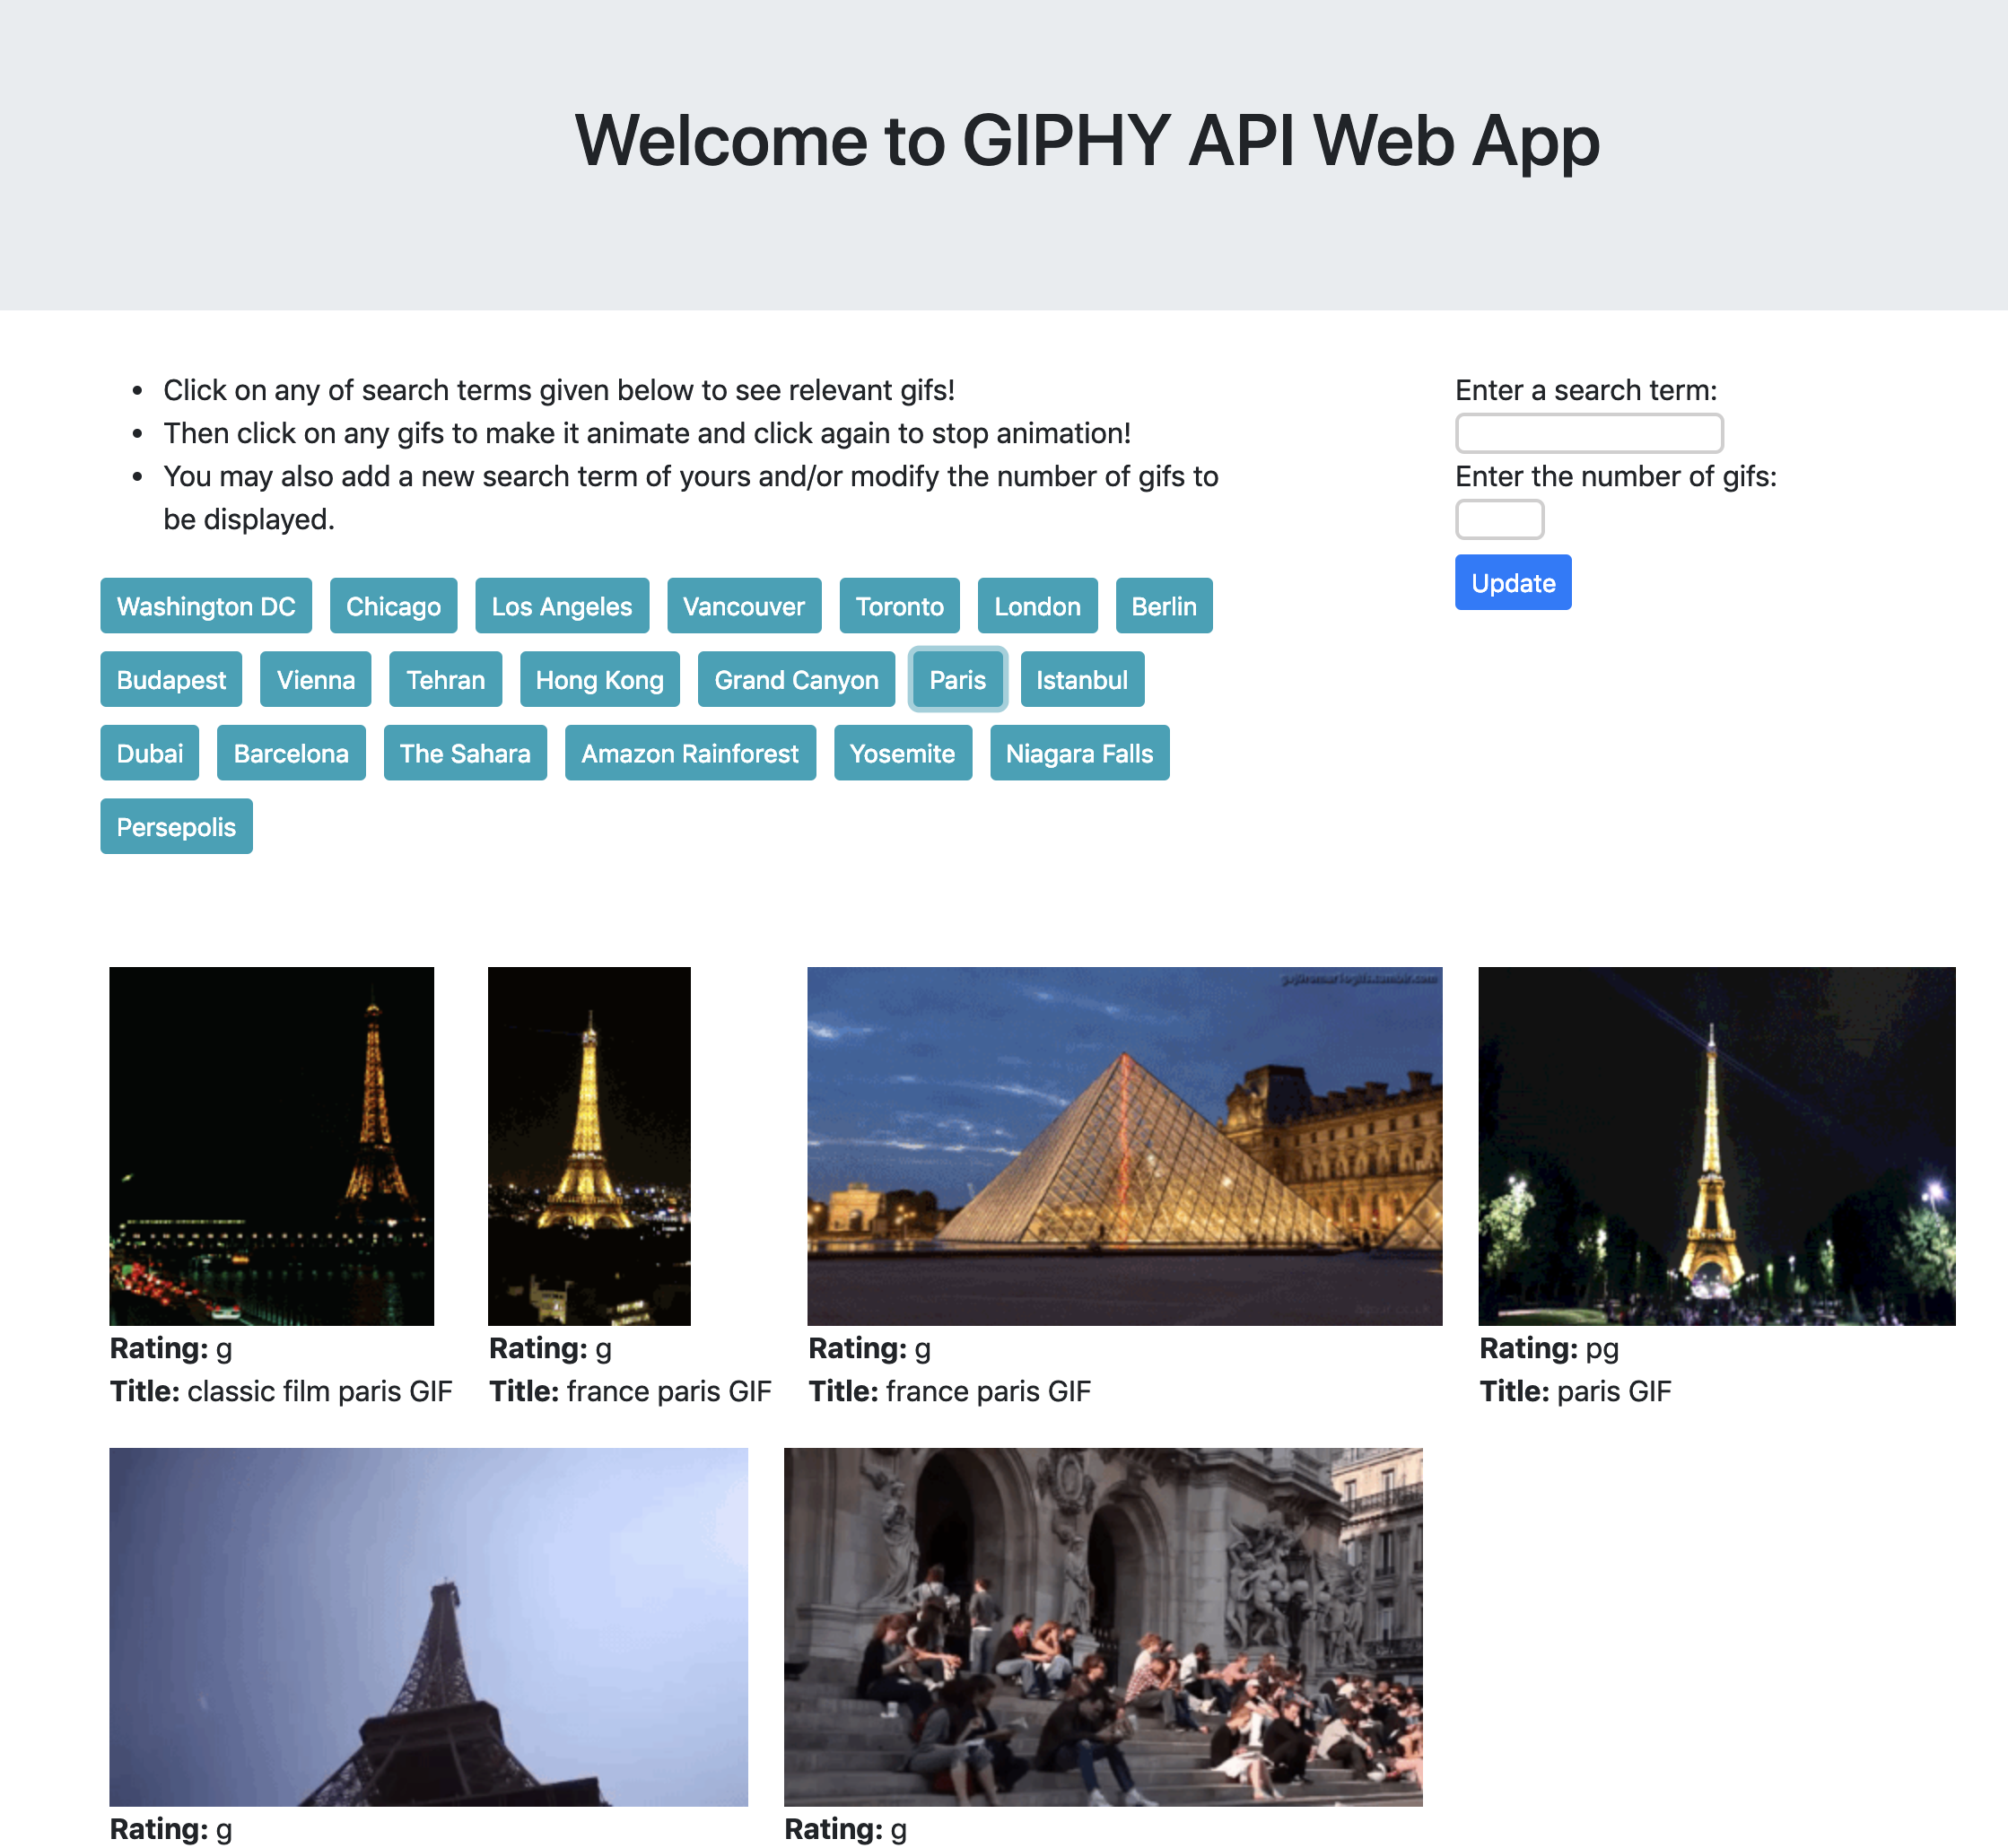 Welcome to GIPHY API Web App
• Click on any of search terms given below to see relevant gifs!
• Then click on any gifs to make it animate and click again to stop animation!
• You may also add a new search term of yours and/or modify the number of gifs to
be displayed.
Enter a search term:
Enter the number of gifs:
Update
Washington DC Chicago Los Angeles Vancouver Toronto London Berlin
Budapest Vienna Tehran Hong Kong Grand Canyon Paris Istanbul
Dubai Barcelona The Sahara Amazon Rainforest Yosemite Niagara Falls
Persepolis
Rating: g
Title: classic film paris GIF
Rating: g
Title: france paris GIF
Rating: g
Title: france paris GIF
Rating: pg
Title: paris GIF
Rating: g
Rating: g